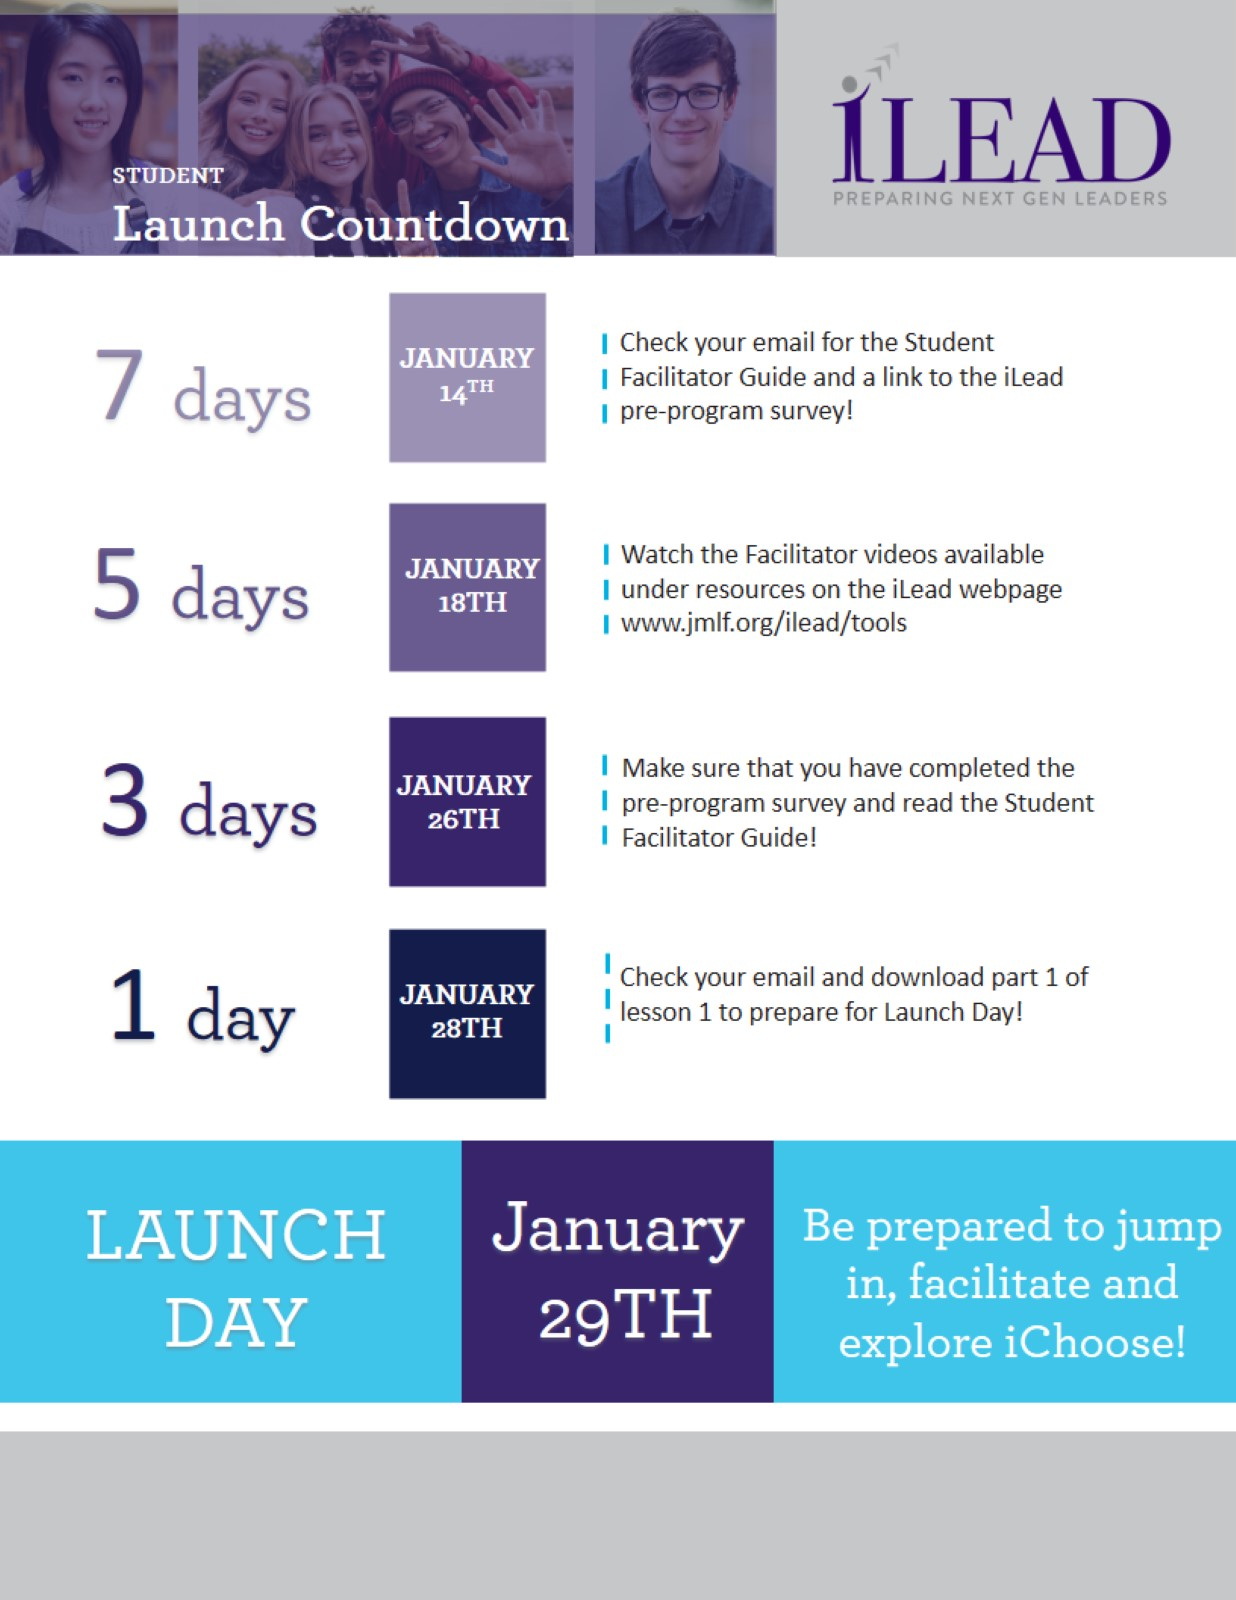 STUDENT
Launch Countdown
iLEAD
PREPARING NEXT GEN LEADERS
7 days
JANUARY
14TH
Check your email for the Student
Facilitator Guide and a link to the iLead
pre-program survey!
5 days
JANUARY
18TH
Watch the Facilitator videos available
under resources on the iLead webpage
www.jmlf.org/ilead/tools
3 days
JANUARY
26TH
Make sure that you have completed the
pre-program survey and read the Student
Facilitator Guide!
1 day
JANUARY
28TH
Check your email and download part 1 of
lesson 1 to prepare for Launch Day!
LAUNCH
DAY
January
29TH
Be prepared to jump
in, facilitate and
explore iChoose!